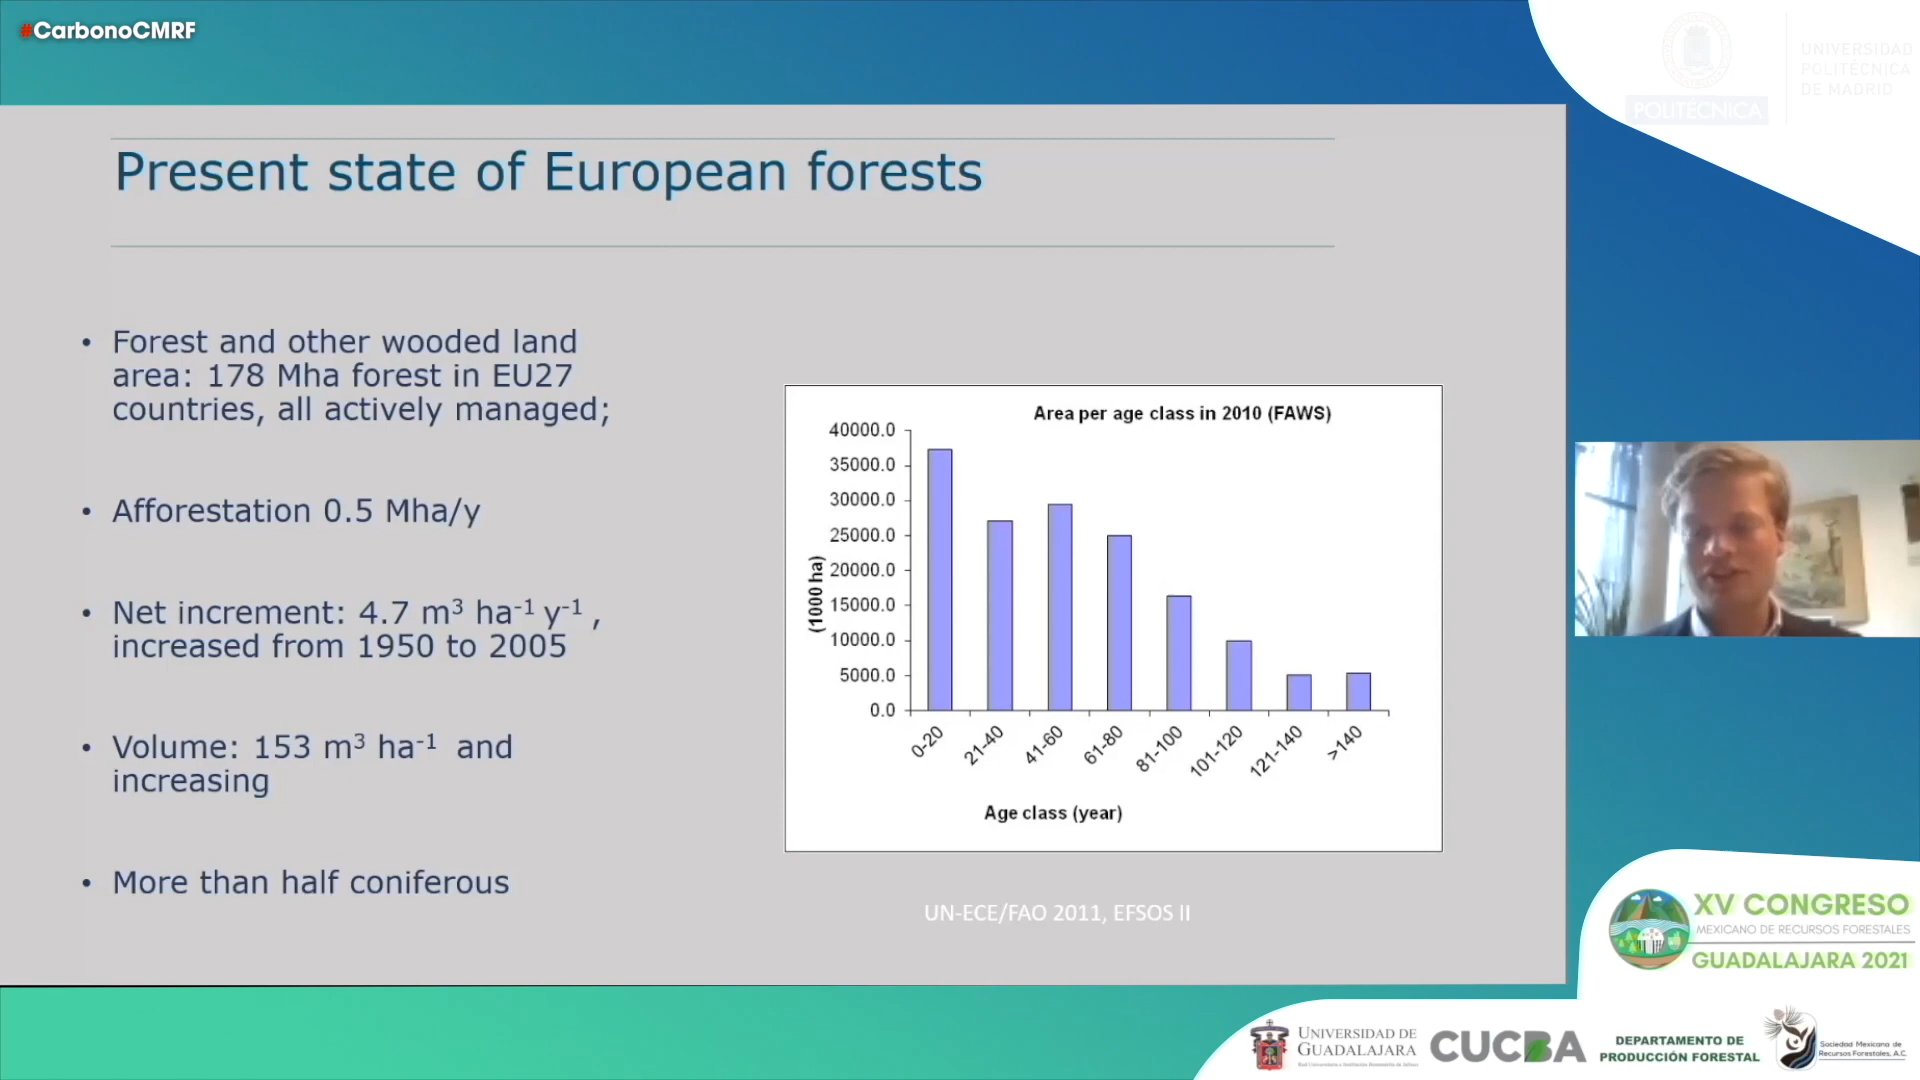 #CarbonoCMRF
UNIVERSIDAD
POLITÉCNICA
DE MADRID
POLITÉCNICA
Present state of European forests
• Forest and other wooded land
area: 178 Mha forest in EU27
countries, all actively managed;
• Afforestation 0.5 Mha/y
• Net increment: 4.7 m³ ha⁻¹ y⁻¹ ,
increased from 1950 to 2005
• Volume: 153 m³ ha⁻¹ and
increasing
• More than half coniferous
Area per age class in 2010 (FAWS)
40000.0
35000.0
30000.0
25000.0
20000.0
15000.0
10000.0
5000.0
0.0
(1000 ha)
0-20
21-40
41-60
61-80
81-100
101-120
121-140
>140
Age class (year)
UN-ECE/FAO 2011, EFSOS II
XV CONGRESO
MEXICANO DE RECURSOS FORESTALES
GUADALAJARA 2021
UNIVERSIDAD DE
GUADALAJARA
CUCBA
DEPARTAMENTO DE
PRODUCCIÓN FORESTAL
Sociedad Mexicana de
Recursos Forestales, A.C.